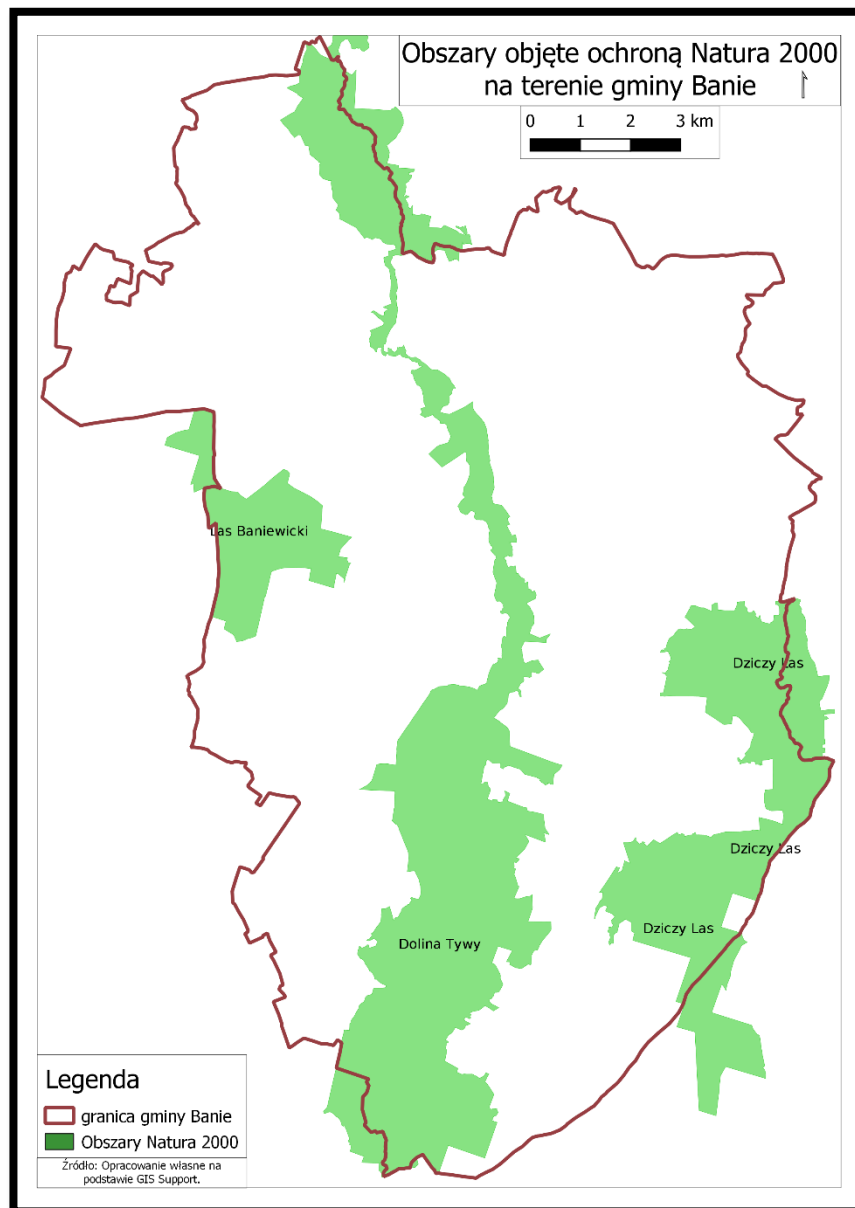 Obszary objęte ochroną Natura 2000
na terenie gminy Banie
0 1 2 3 km
Las Baniewicki
Dziczy Las
Dziczy Las
Dziczy Las
Dolina Tywy
Legenda
granica gminy Banie
Obszary Natura 2000
Źródło: Opracowanie własne na
podstawie GIS Support.